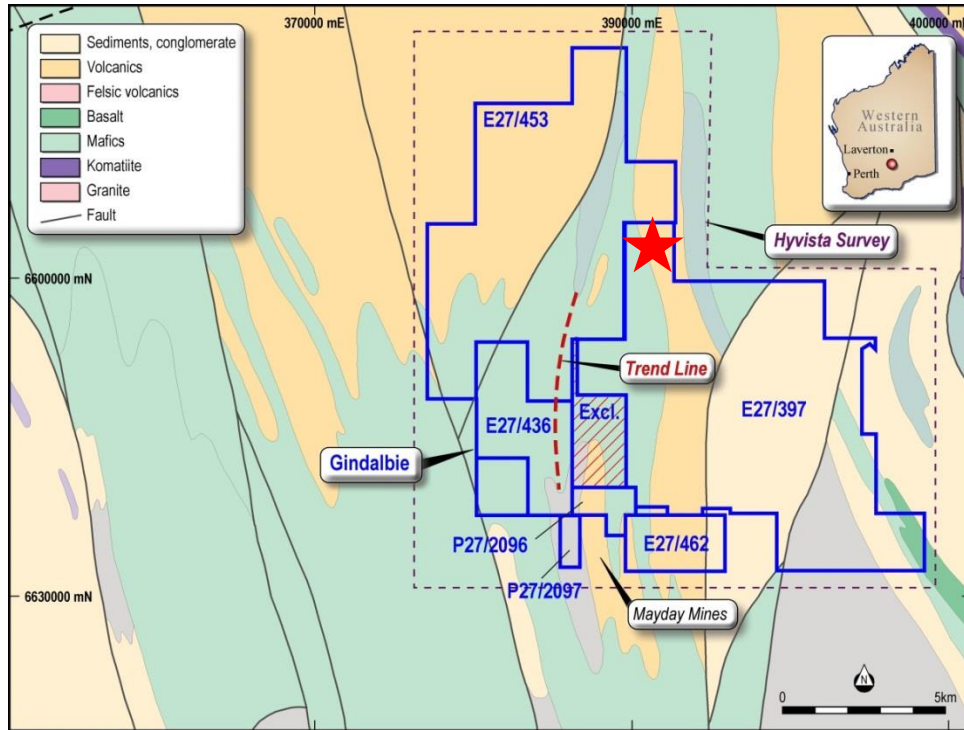 370000 mE
390000 mE
400000 mE
Sediments, conglomerate
Volcanics
Felsic volcanics
Basalt
Mafics
Komatiite
Granite
Fault
E27/453
Western
Australia
Laverton
Perth
Hyvista Survey
6600000 mN
Trend Line
Excl.
E27/397
E27/436
Gindalbie
P27/2096
E27/462
P27/2097
6630000 mN
Mayday Mines
N
0
5km